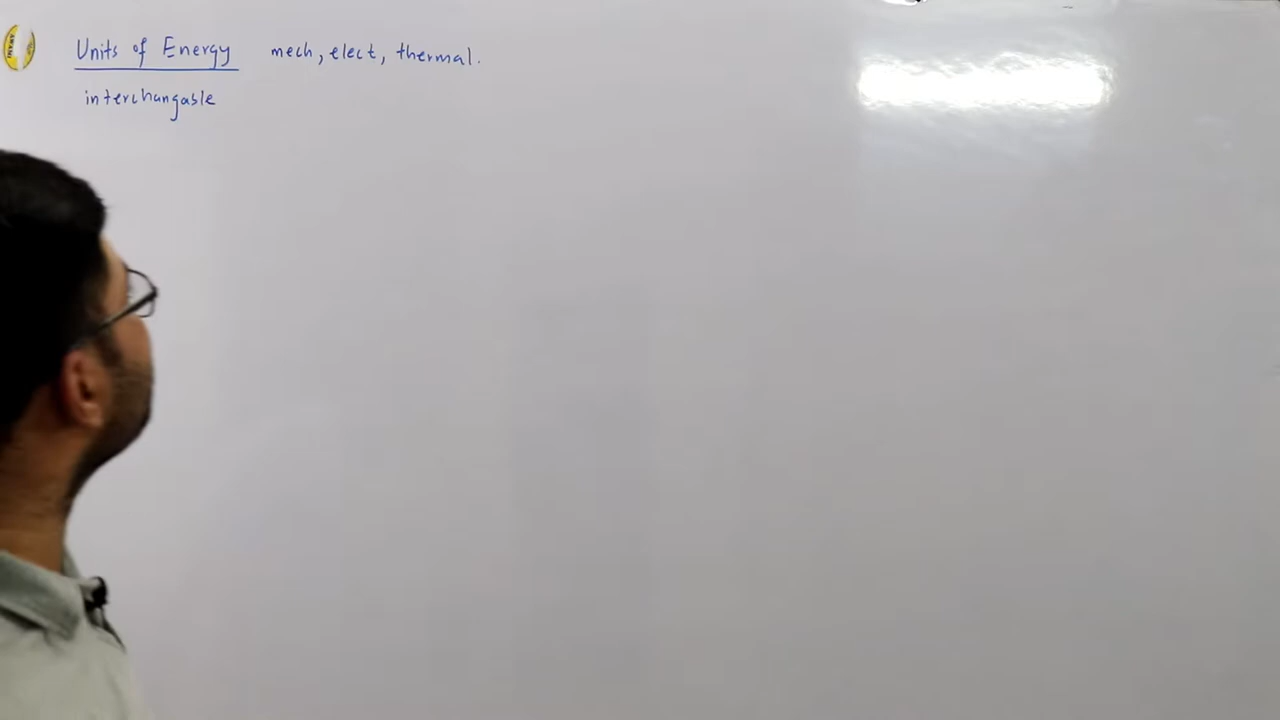 Units of Energy mech, elect, thermal.
interchangable